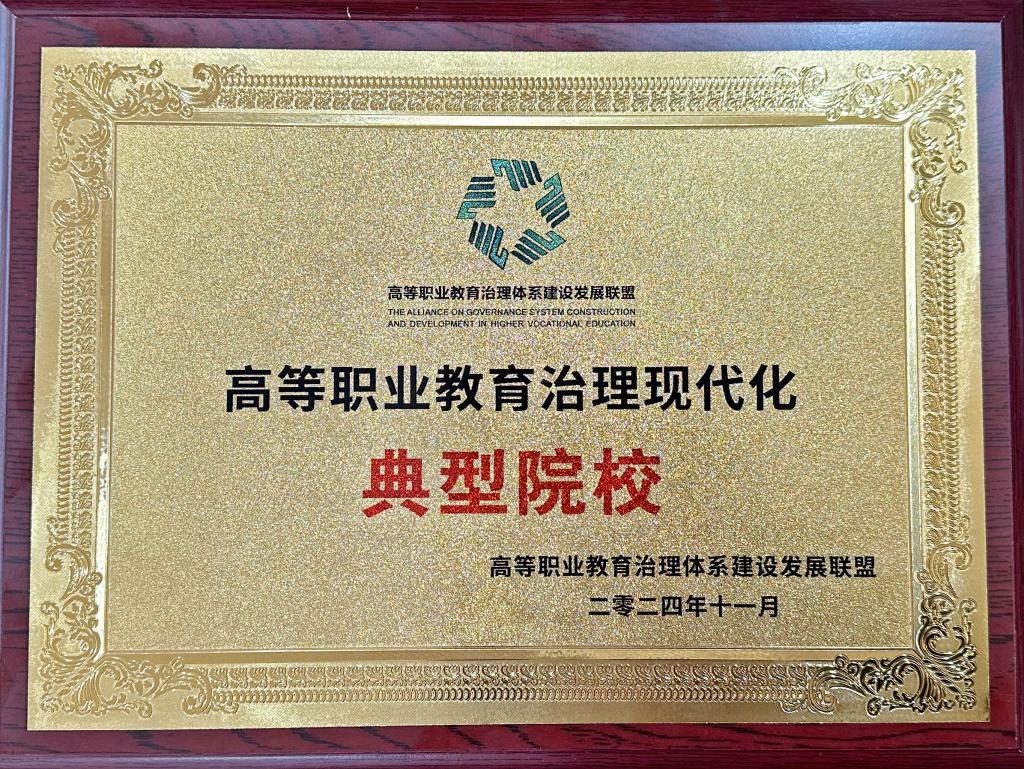 高等职业教育治理体系建设发展联盟
THE ALLIANCE ON GOVERNANCE SYSTEM CONSTRUCTION
AND DEVELOPMENT IN HIGHER VOCATIONAL EDUCATION
高等职业教育治理现代化
典型院校
高等职业教育治理体系建设发展联盟
二零二四年十一月